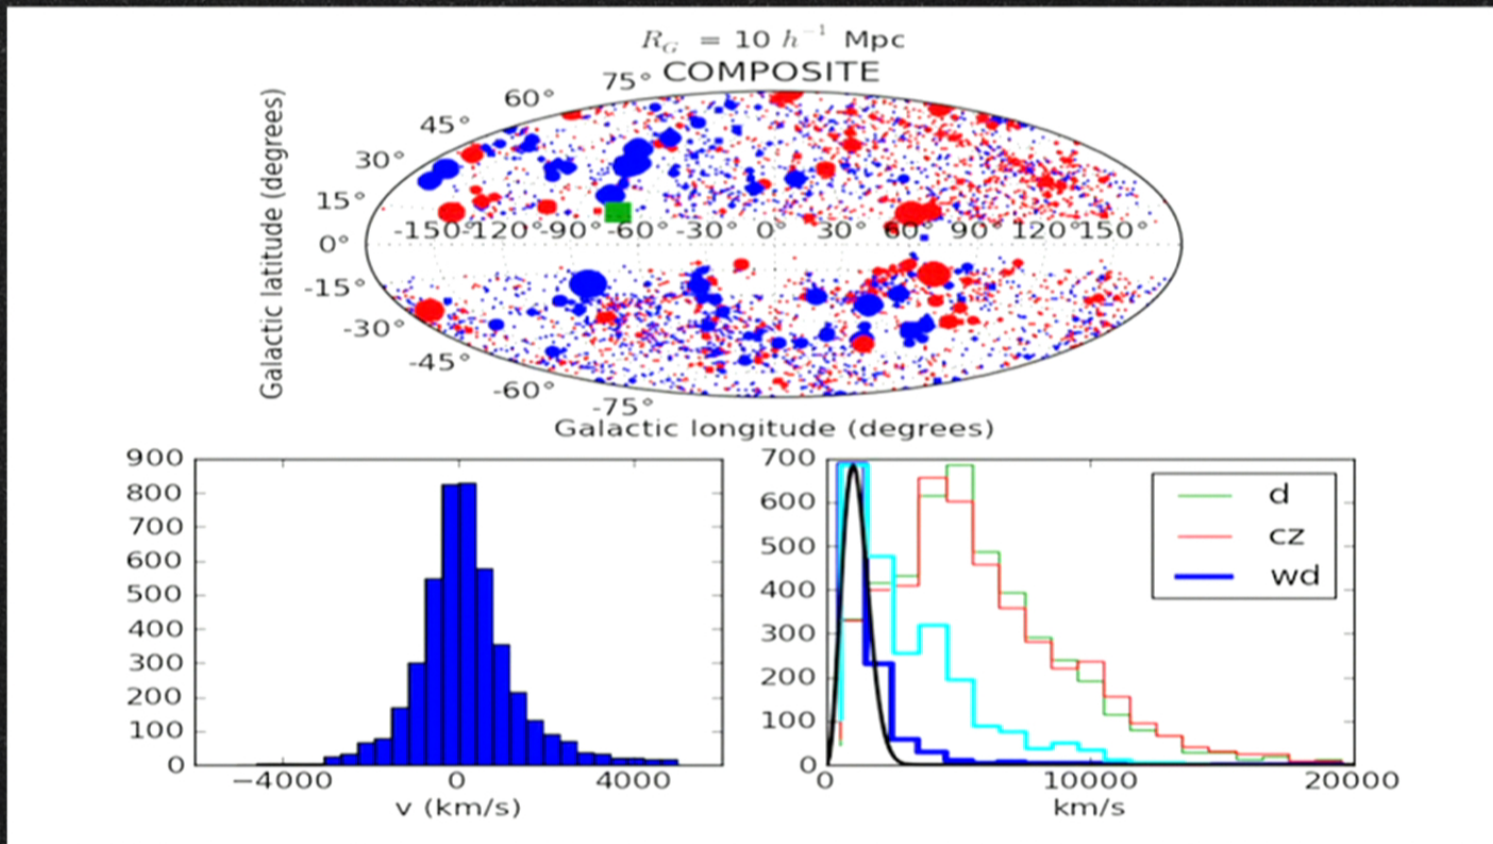 R_G = 10 h⁻¹ Mpc
COMPOSITE
75°
60°
45°
30°
15°
0°
-15°
-30°
-45°
-60°
-75°
-150° -120° -90° -60° -30° 0° 30° 60° 90° 120° 150°
Galactic latitude (degrees)
Galactic longitude (degrees)
900
800
700
600
500
400
300
200
100
0
−4000 0 4000
v (km/s)
700
600
500
400
300
200
100
0
0 10000 20000
km/s
d
cz
wd